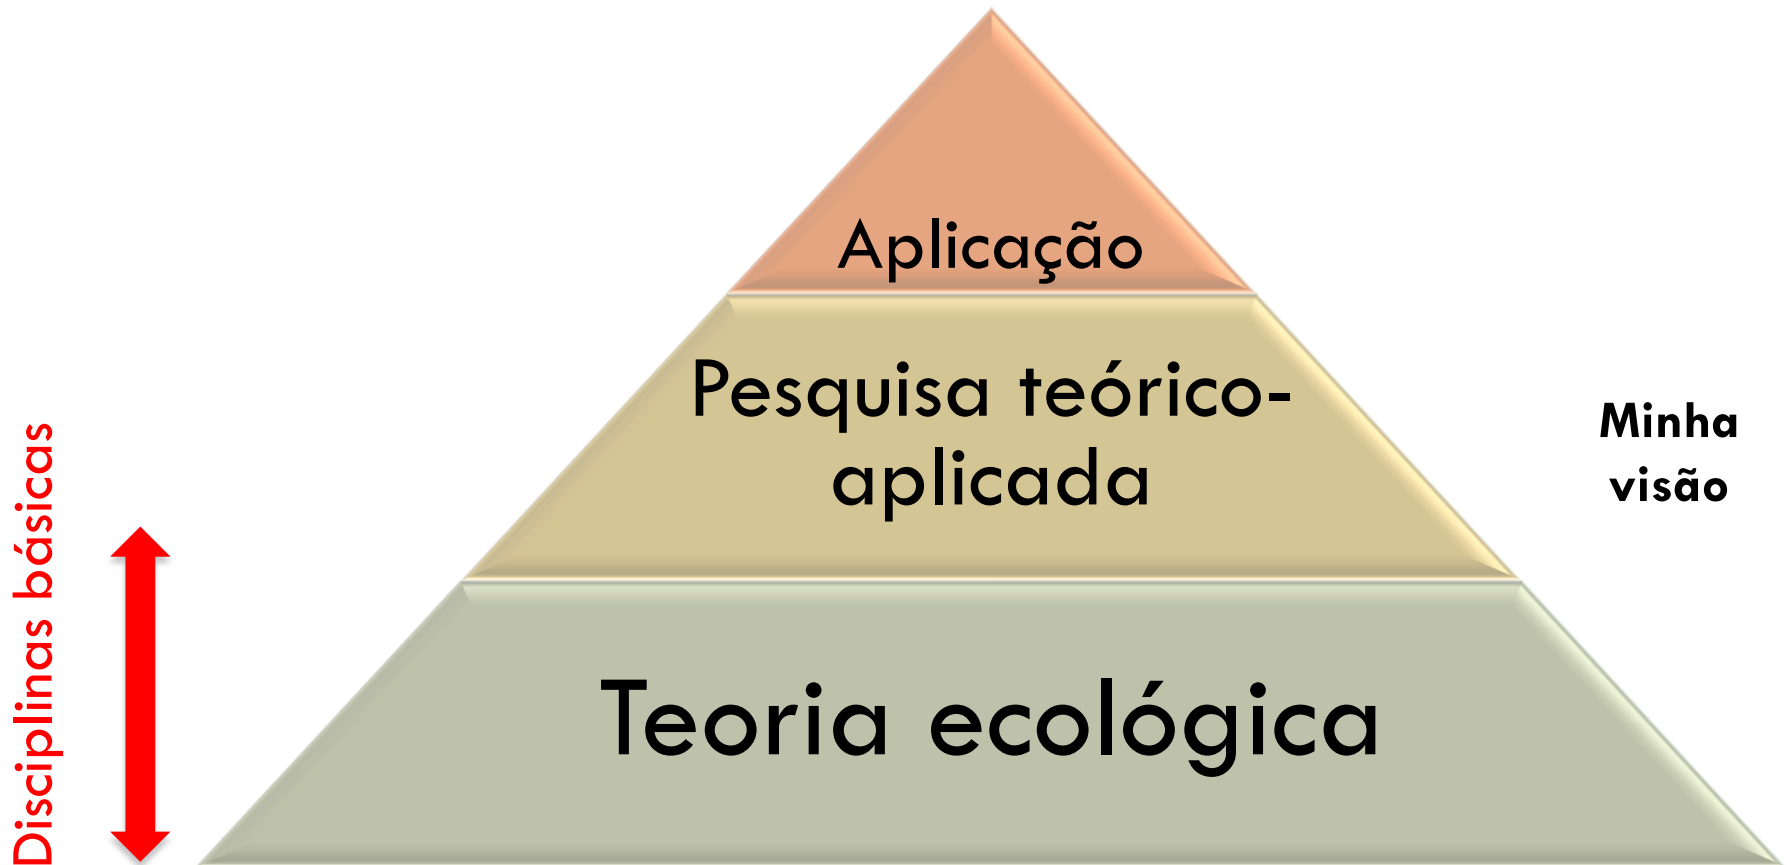 Aplicação
Pesquisa teórico-
aplicada
Teoria ecológica
Minha
visão
Disciplinas básicas